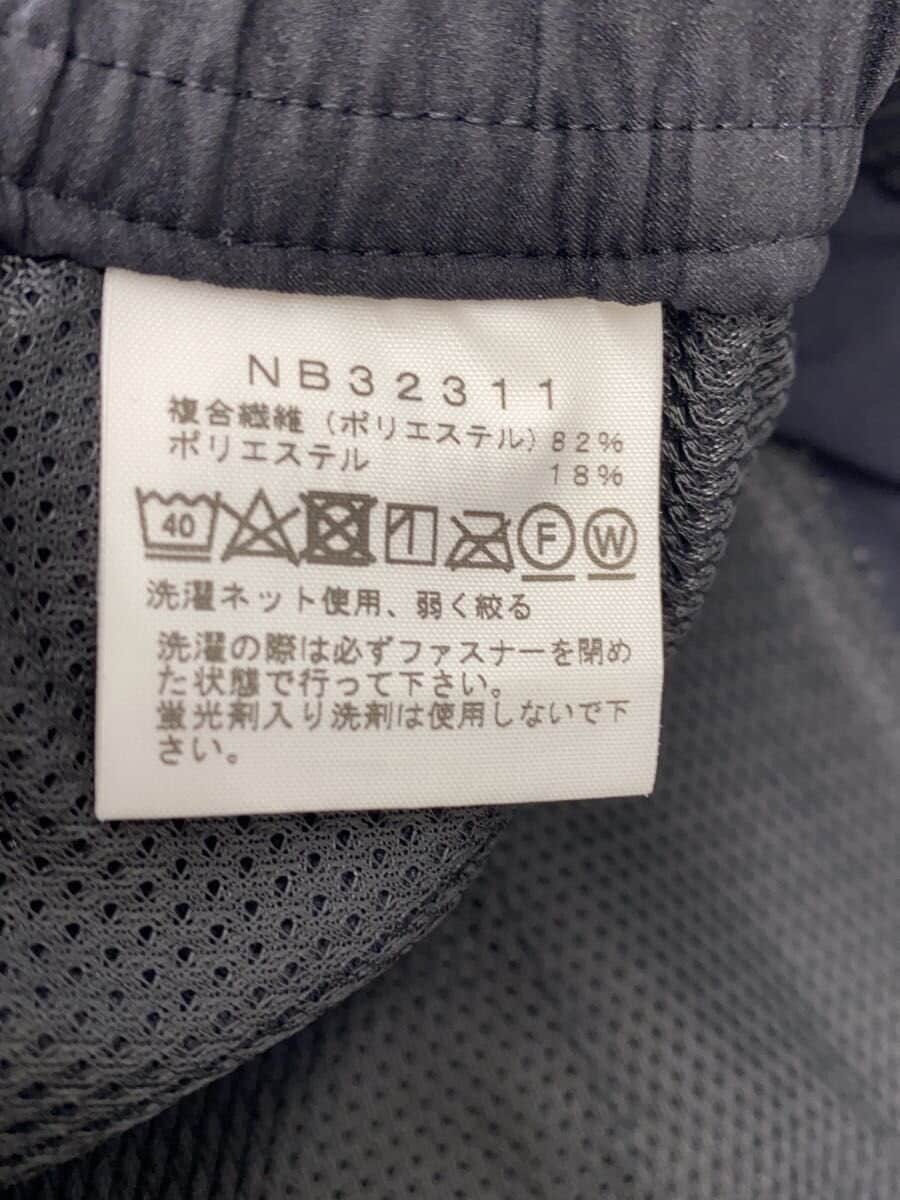 NB32311
複合繊維（ポリエステル）82%
ポリエステル 18%
40 F W
洗濯ネット使用、弱く絞る
洗濯の際は必ずファスナーを閉め
た状態で行って下さい。
蛍光剤入り洗剤は使用しないで下
さい。